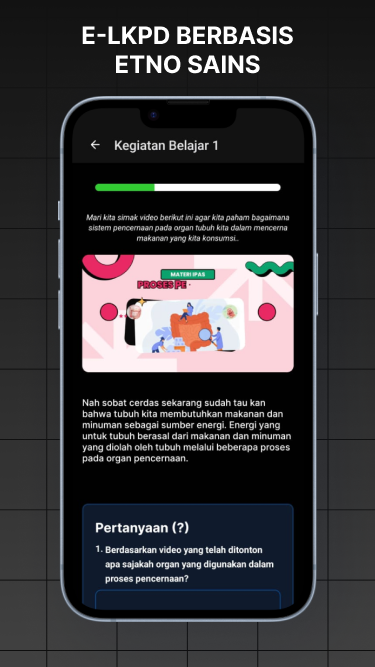 E-LKPD BERBASIS
ETNO SAINS
Kegiatan Belajar 1
Mari kita simak video berikut ini agar kita paham bagaimana
sistem pencernaan pada organ tubuh kita dalam mencerna
makanan yang kita konsumsi..
MATERI IPAS
PROSES PE
Nah sobat cerdas sekarang sudah tau kan
bahwa tubuh kita membutuhkan makanan dan
minuman sebagai sumber energi. Energi yang
untuk tubuh berasal dari makanan dan minuman
yang diolah oleh tubuh melalui beberapa proses
pada organ pencernaan.
Pertanyaan (?)
1. Berdasarkan video yang telah ditonton
apa sajakah organ yang digunakan dalam
proses pencernaan?